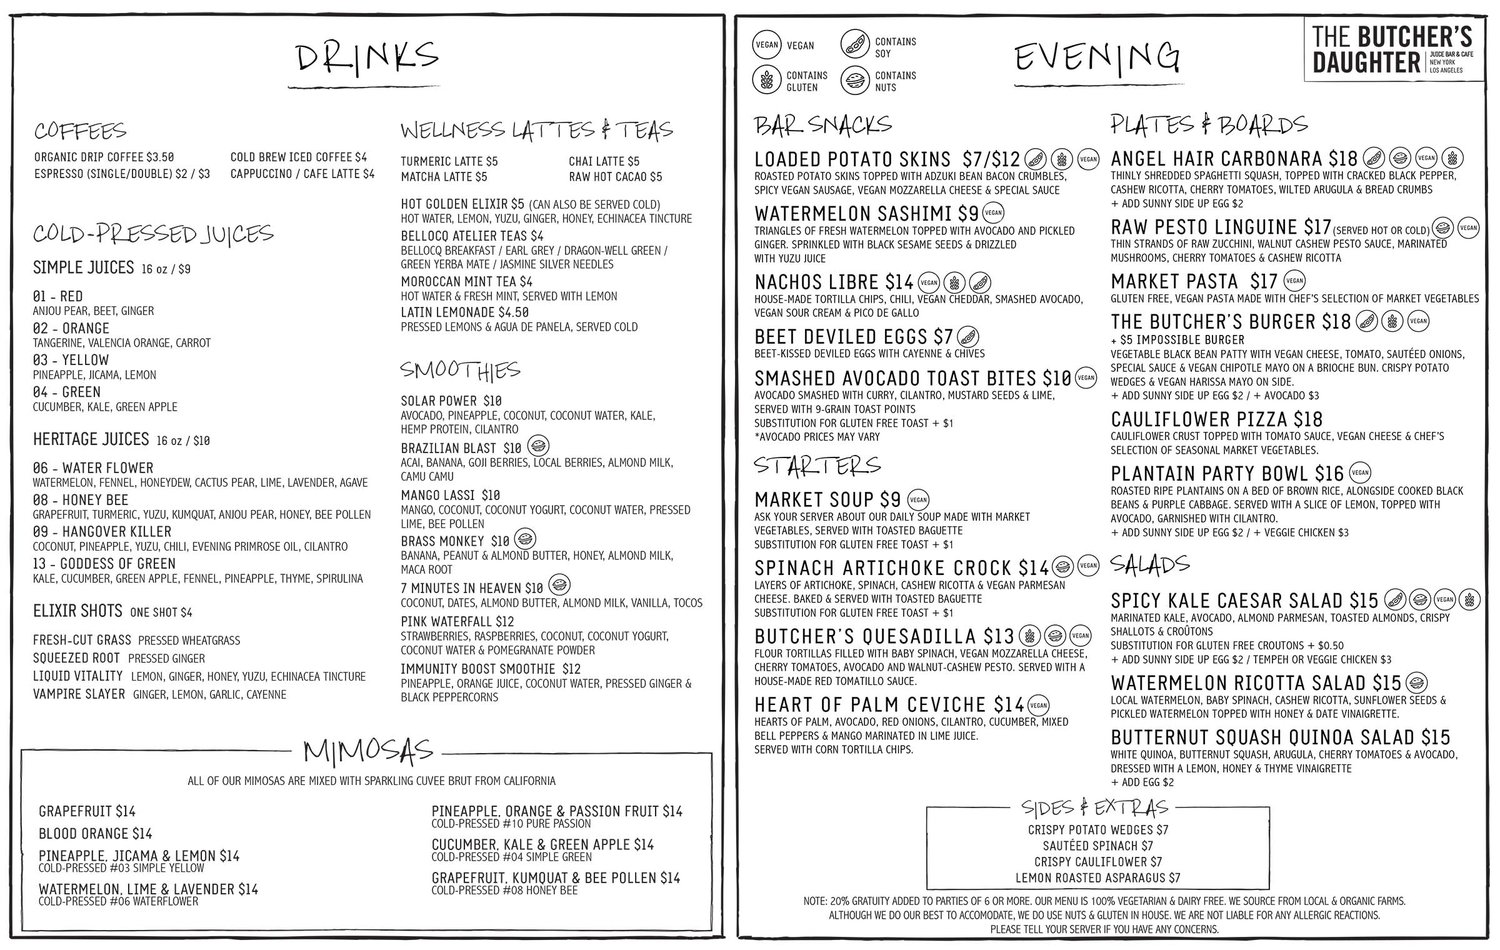 DRINKS
COFFEES
ORGANIC DRIP COFFEE $3.50
ESPRESSO (SINGLE/DOUBLE) $2 / $3
COLD BREW ICED COFFEE $4
CAPPUCCINO / CAFE LATTE $4
COLD-PRESSED JUICES
SIMPLE JUICES 16 oz / $9
01 - RED
ANJOU PEAR, BEET, GINGER
02 - ORANGE
TANGERINE, VALENCIA ORANGE, CARROT
03 - YELLOW
PINEAPPLE, JICAMA, LEMON
04 - GREEN
CUCUMBER, KALE, GREEN APPLE
HERITAGE JUICES 16 oz / $10
06 - WATER FLOWER
WATERMELON, FENNEL, HONEYDEW, CACTUS PEAR, LIME, LAVENDER, AGAVE
08 - HONEY BEE
GRAPEFRUIT, TURMERIC, YUZU, KUMQUAT, ANJOU PEAR, HONEY, BEE POLLEN
09 - HANGOVER KILLER
COCONUT, PINEAPPLE, YUZU, CHILI, EVENING PRIMROSE OIL, CILANTRO
13 - GODDESS OF GREEN
KALE, CUCUMBER, GREEN APPLE, FENNEL, PINEAPPLE, THYME, SPIRULINA
ELIXIR SHOTS ONE SHOT $4
FRESH-CUT GRASS PRESSED WHEATGRASS
SQUEEZED ROOT PRESSED GINGER
LIQUID VITALITY LEMON, GINGER, HONEY, YUZU, ECHINACEA TINCTURE
VAMPIRE SLAYER GINGER, LEMON, GARLIC, CAYENNE
WELLNESS LATTES & TEAS
TURMERIC LATTE $5
MATCHA LATTE $5
CHAI LATTE $5
RAW HOT CACAO $5
HOT GOLDEN ELIXIR $5 (CAN ALSO BE SERVED COLD)
HOT WATER, LEMON, YUZU, GINGER, HONEY, ECHINACEA TINCTURE
BELLOCQ ATELIER TEAS $4
BELLOCQ BREAKFAST / EARL GREY / DRAGON-WELL GREEN /
GREEN YERBA MATE / JASMINE SILVER NEEDLES
MOROCCAN MINT TEA $4
HOT WATER & FRESH MINT, SERVED WITH LEMON
LATIN LEMONADE $4.50
PRESSED LEMONS & AGUA DE PANELA, SERVED COLD
SMOOTHIES
SOLAR POWER $10
AVOCADO, PINEAPPLE, COCONUT, COCONUT WATER, KALE,
HEMP PROTEIN, CILANTRO
BRAZILIAN BLAST $10
ACAI, BANANA, GOJI BERRIES, LOCAL BERRIES, ALMOND MILK,
CAMU CAMU
MANGO LASSI $10
MANGO, COCONUT, COCONUT YOGURT, COCONUT WATER, PRESSED
LIME, BEE POLLEN
BRASS MONKEY $10
BANANA, PEANUT & ALMOND BUTTER, HONEY, ALMOND MILK,
MACA ROOT
7 MINUTES IN HEAVEN $10
COCONUT, DATES, ALMOND BUTTER, ALMOND MILK, VANILLA, TOCOS
PINK WATERFALL $12
STRAWBERRIES, RASPBERRIES, COCONUT, COCONUT YOGURT,
COCONUT WATER & POMEGRANATE POWDER
IMMUNITY BOOST SMOOTHIE $12
PINEAPPLE, ORANGE JUICE, COCONUT WATER, PRESSED GINGER &
BLACK PEPPERCORNS
MIMOSAS
ALL OF OUR MIMOSAS ARE MIXED WITH SPARKLING CUVEE BRUT FROM CALIFORNIA
GRAPEFRUIT $14
BLOOD ORANGE $14
PINEAPPLE, JICAMA & LEMON $14
COLD-PRESSED #03 SIMPLE YELLOW
WATERMELON, LIME & LAVENDER $14
COLD-PRESSED #06 WATERFLOWER
PINEAPPLE, ORANGE & PASSION FRUIT $14
COLD-PRESSED #10 PURE PASSION
CUCUMBER, KALE & GREEN APPLE $14
COLD-PRESSED #04 SIMPLE GREEN
GRAPEFRUIT, KUMQUAT & BEE POLLEN $14
COLD-PRESSED #08 HONEY BEE
VEGAN VEGAN
CONTAINS
SOY
CONTAINS
GLUTEN
CONTAINS
NUTS
EVENING
THE BUTCHER'S
DAUGHTER
JUICE BAR & CAFE
NEW YORK
LOS ANGELES
BAR SNACKS
LOADED POTATO SKINS $7/$12 VEGAN
ROASTED POTATO SKINS TOPPED WITH ADZUKI BEAN BACON CRUMBLES,
SPICY VEGAN SAUSAGE, VEGAN MOZZARELLA CHEESE & SPECIAL SAUCE
WATERMELON SASHIMI $9 VEGAN
TRIANGLES OF FRESH WATERMELON TOPPED WITH AVOCADO AND PICKLED
GINGER. SPRINKLED WITH BLACK SESAME SEEDS & DRIZZLED
WITH YUZU JUICE
NACHOS LIBRE $14 VEGAN
HOUSE-MADE TORTILLA CHIPS, CHILI, VEGAN CHEDDAR, SMASHED AVOCADO,
VEGAN SOUR CREAM & PICO DE GALLO
BEET DEVILED EGGS $7
BEET-KISSED DEVILED EGGS WITH CAYENNE & CHIVES
SMASHED AVOCADO TOAST BITES $10 VEGAN
AVOCADO SMASHED WITH CURRY, CILANTRO, MUSTARD SEEDS & LIME,
SERVED WITH 9-GRAIN TOAST POINTS
SUBSTITUTION FOR GLUTEN FREE TOAST + $1
*AVOCADO PRICES MAY VARY
STARTERS
MARKET SOUP $9 VEGAN
ASK YOUR SERVER ABOUT OUR DAILY SOUP MADE WITH MARKET
VEGETABLES, SERVED WITH TOASTED BAGUETTE
SUBSTITUTION FOR GLUTEN FREE TOAST + $1
SPINACH ARTICHOKE CROCK $14 VEGAN
LAYERS OF ARTICHOKE, SPINACH, CASHEW RICOTTA & VEGAN PARMESAN
CHEESE. BAKED & SERVED WITH TOASTED BAGUETTE
SUBSTITUTION FOR GLUTEN FREE TOAST + $1
BUTCHER'S QUESADILLA $13 VEGAN
FLOUR TORTILLAS FILLED WITH BABY SPINACH, VEGAN MOZZARELLA CHEESE,
CHERRY TOMATOES, AVOCADO AND WALNUT-CASHEW PESTO. SERVED WITH A
HOUSE-MADE RED TOMATILLO SAUCE.
HEART OF PALM CEVICHE $14 VEGAN
HEARTS OF PALM, AVOCADO, RED ONIONS, CILANTRO, CUCUMBER, MIXED
BELL PEPPERS & MANGO MARINATED IN LIME JUICE.
SERVED WITH CORN TORTILLA CHIPS.
PLATES & BOARDS
ANGEL HAIR CARBONARA $18 VEGAN
THINLY SHREDDED SPAGHETTI SQUASH, TOPPED WITH CRACKED BLACK PEPPER,
CASHEW RICOTTA, CHERRY TOMATOES, WILTED ARUGULA & BREAD CRUMBS
+ ADD SUNNY SIDE UP EGG $2
RAW PESTO LINGUINE $17 (SERVED HOT OR COLD) VEGAN
THIN STRANDS OF RAW ZUCCHINI, WALNUT CASHEW PESTO SAUCE, MARINATED
MUSHROOMS, CHERRY TOMATOES & CASHEW RICOTTA
MARKET PASTA $17 VEGAN
GLUTEN FREE, VEGAN PASTA MADE WITH CHEF'S SELECTION OF MARKET VEGETABLES
THE BUTCHER'S BURGER $18 VEGAN
+ $5 IMPOSSIBLE BURGER
VEGETABLE BLACK BEAN PATTY WITH VEGAN CHEESE, TOMATO, SAUTÉED ONIONS,
SPECIAL SAUCE & VEGAN CHIPOTLE MAYO ON A BRIOCHE BUN. CRISPY POTATO
WEDGES & VEGAN HARISSA MAYO ON SIDE.
+ ADD SUNNY SIDE UP EGG $2 / + AVOCADO $3
CAULIFLOWER PIZZA $18
CAULIFLOWER CRUST TOPPED WITH TOMATO SAUCE, VEGAN CHEESE & CHEF'S
SELECTION OF SEASONAL MARKET VEGETABLES.
PLANTAIN PARTY BOWL $16 VEGAN
ROASTED RIPE PLANTAINS ON A BED OF BROWN RICE, ALONGSIDE COOKED BLACK
BEANS & PURPLE CABBAGE. SERVED WITH A SLICE OF LEMON, TOPPED WITH
AVOCADO, GARNISHED WITH CILANTRO.
+ ADD SUNNY SIDE UP EGG $2 / + VEGGIE CHICKEN $3
SALADS
SPICY KALE CAESAR SALAD $15 VEGAN
MARINATED KALE, AVOCADO, ALMOND PARMESAN, TOASTED ALMONDS, CRISPY
SHALLOTS & CROÛTONS
SUBSTITUTION FOR GLUTEN FREE CROUTONS + $0.50
+ ADD SUNNY SIDE UP EGG $2 / TEMPEH OR VEGGIE CHICKEN $3
WATERMELON RICOTTA SALAD $15
LOCAL WATERMELON, BABY SPINACH, CASHEW RICOTTA, SUNFLOWER SEEDS &
PICKLED WATERMELON TOPPED WITH HONEY & DATE VINAIGRETTE.
BUTTERNUT SQUASH QUINOA SALAD $15
WHITE QUINOA, BUTTERNUT SQUASH, ARUGULA, CHERRY TOMATOES & AVOCADO,
DRESSED WITH A LEMON, HONEY & THYME VINAIGRETTE
+ ADD EGG $2
SIDES & EXTRAS
CRISPY POTATO WEDGES $7
SAUTÉED SPINACH $7
CRISPY CAULIFLOWER $7
LEMON ROASTED ASPARAGUS $7
NOTE: 20% GRATUITY ADDED TO PARTIES OF 6 OR MORE. OUR MENU IS 100% VEGETARIAN & DAIRY FREE. WE SOURCE FROM LOCAL & ORGANIC FARMS.
ALTHOUGH WE DO OUR BEST TO ACCOMODATE, WE DO USE NUTS & GLUTEN IN HOUSE. WE ARE NOT LIABLE FOR ANY ALLERGIC REACTIONS.
PLEASE TELL YOUR SERVER IF YOU HAVE ANY CONCERNS.